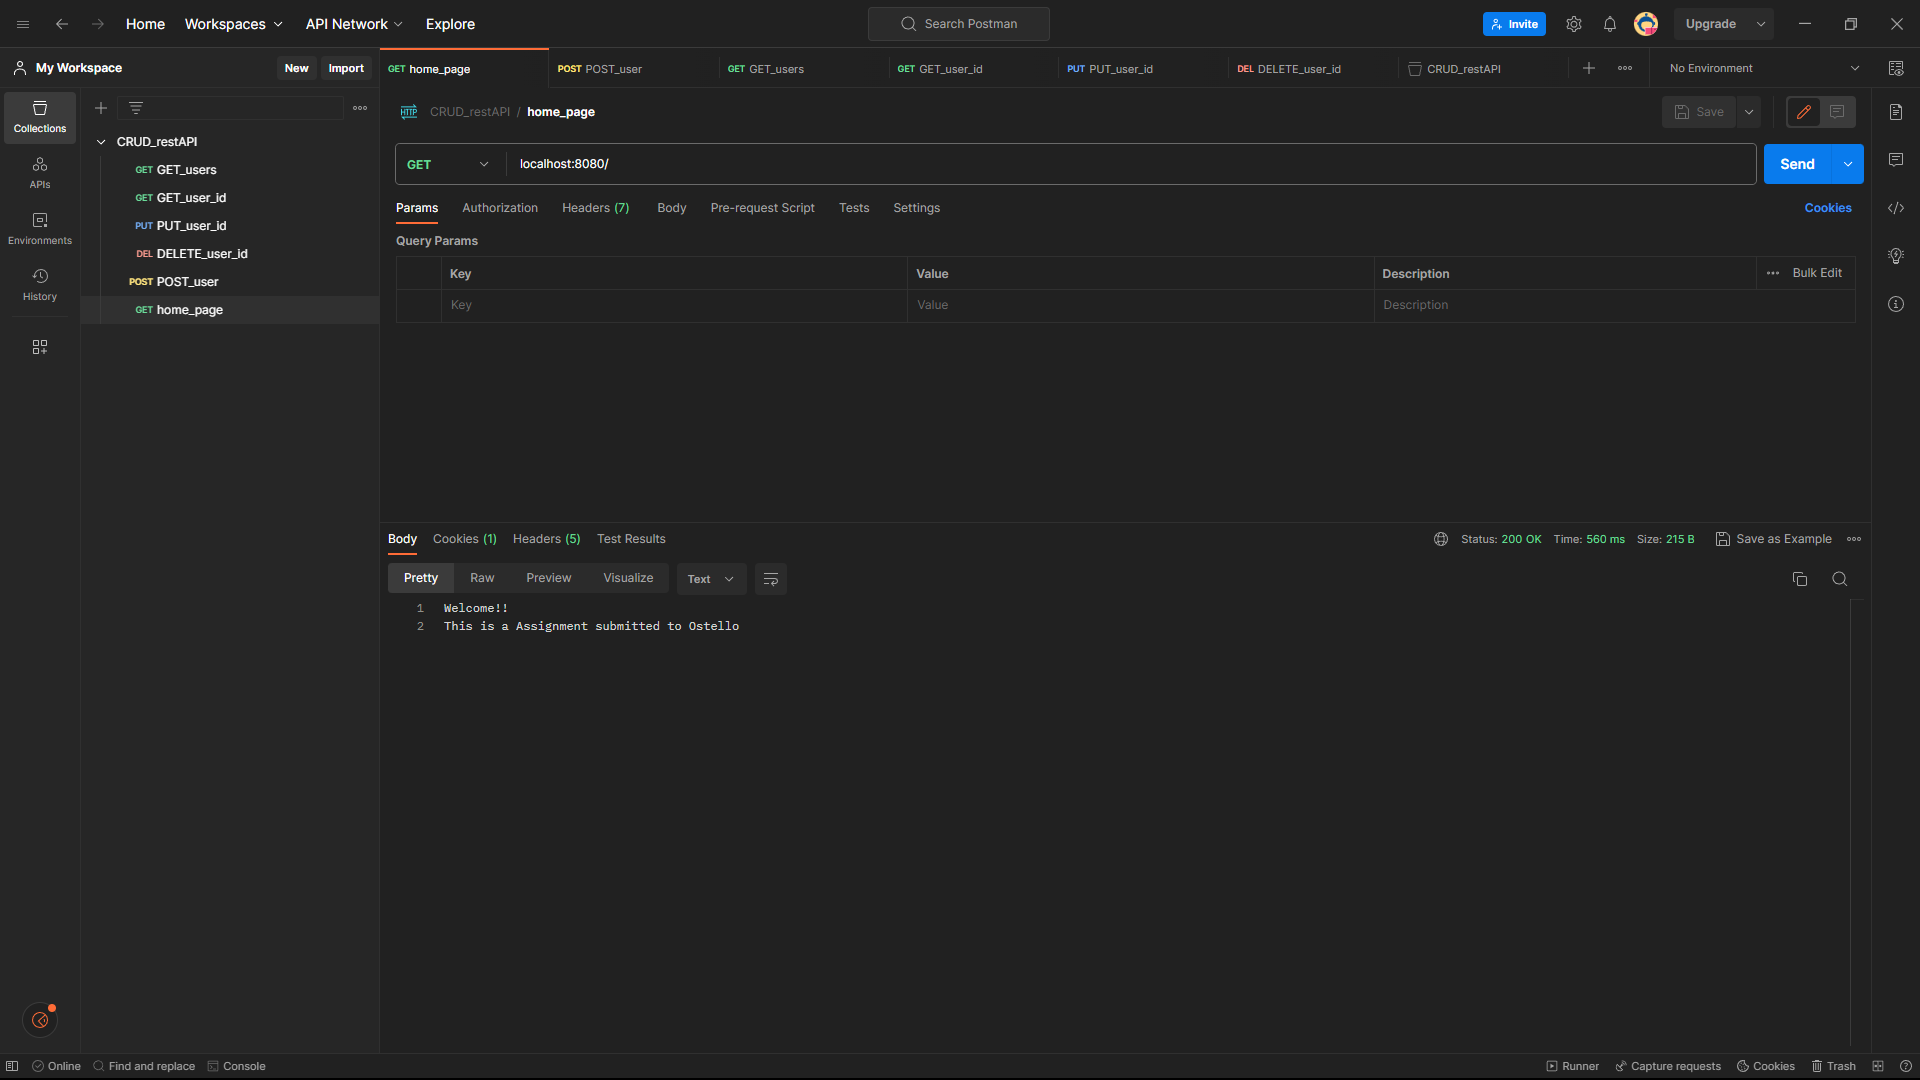 Home Workspaces API Network Explore Search Postman Invite Upgrade
My Workspace New Import GET home_page POST POST_user GET GET_users GET GET_user_id PUT PUT_user_id DEL DELETE_user_id CRUD_restAPI No Environment
Collections
APIs
Environments
History
CRUD_restAPI
GET GET_users
GET GET_user_id
PUT PUT_user_id
DEL DELETE_user_id
POST POST_user
GET home_page
HTTP CRUD_restAPI / home_page Save
GET localhost:8080/ Send
Params Authorization Headers (7) Body Pre-request Script Tests Settings Cookies
Query Params
Key Value Description Bulk Edit
Key Value Description
Body Cookies (1) Headers (5) Test Results Status: 200 OK Time: 560 ms Size: 215 B Save as Example
Pretty Raw Preview Visualize Text
1 Welcome!!
2 This is a Assignment submitted to Ostello
Online Find and replace Console Runner Capture requests Cookies Trash